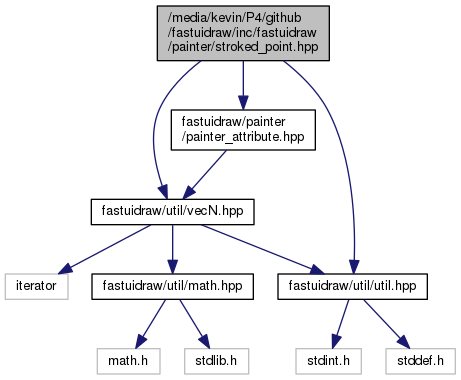 /media/kevin/P4/github
/fastuidraw/inc/fastuidraw
/painter/stroked_point.hpp
fastuidraw/painter
/painter_attribute.hpp
fastuidraw/util/vecN.hpp
iterator
fastuidraw/util/math.hpp
fastuidraw/util/util.hpp
math.h
stdlib.h
stdint.h
stddef.h